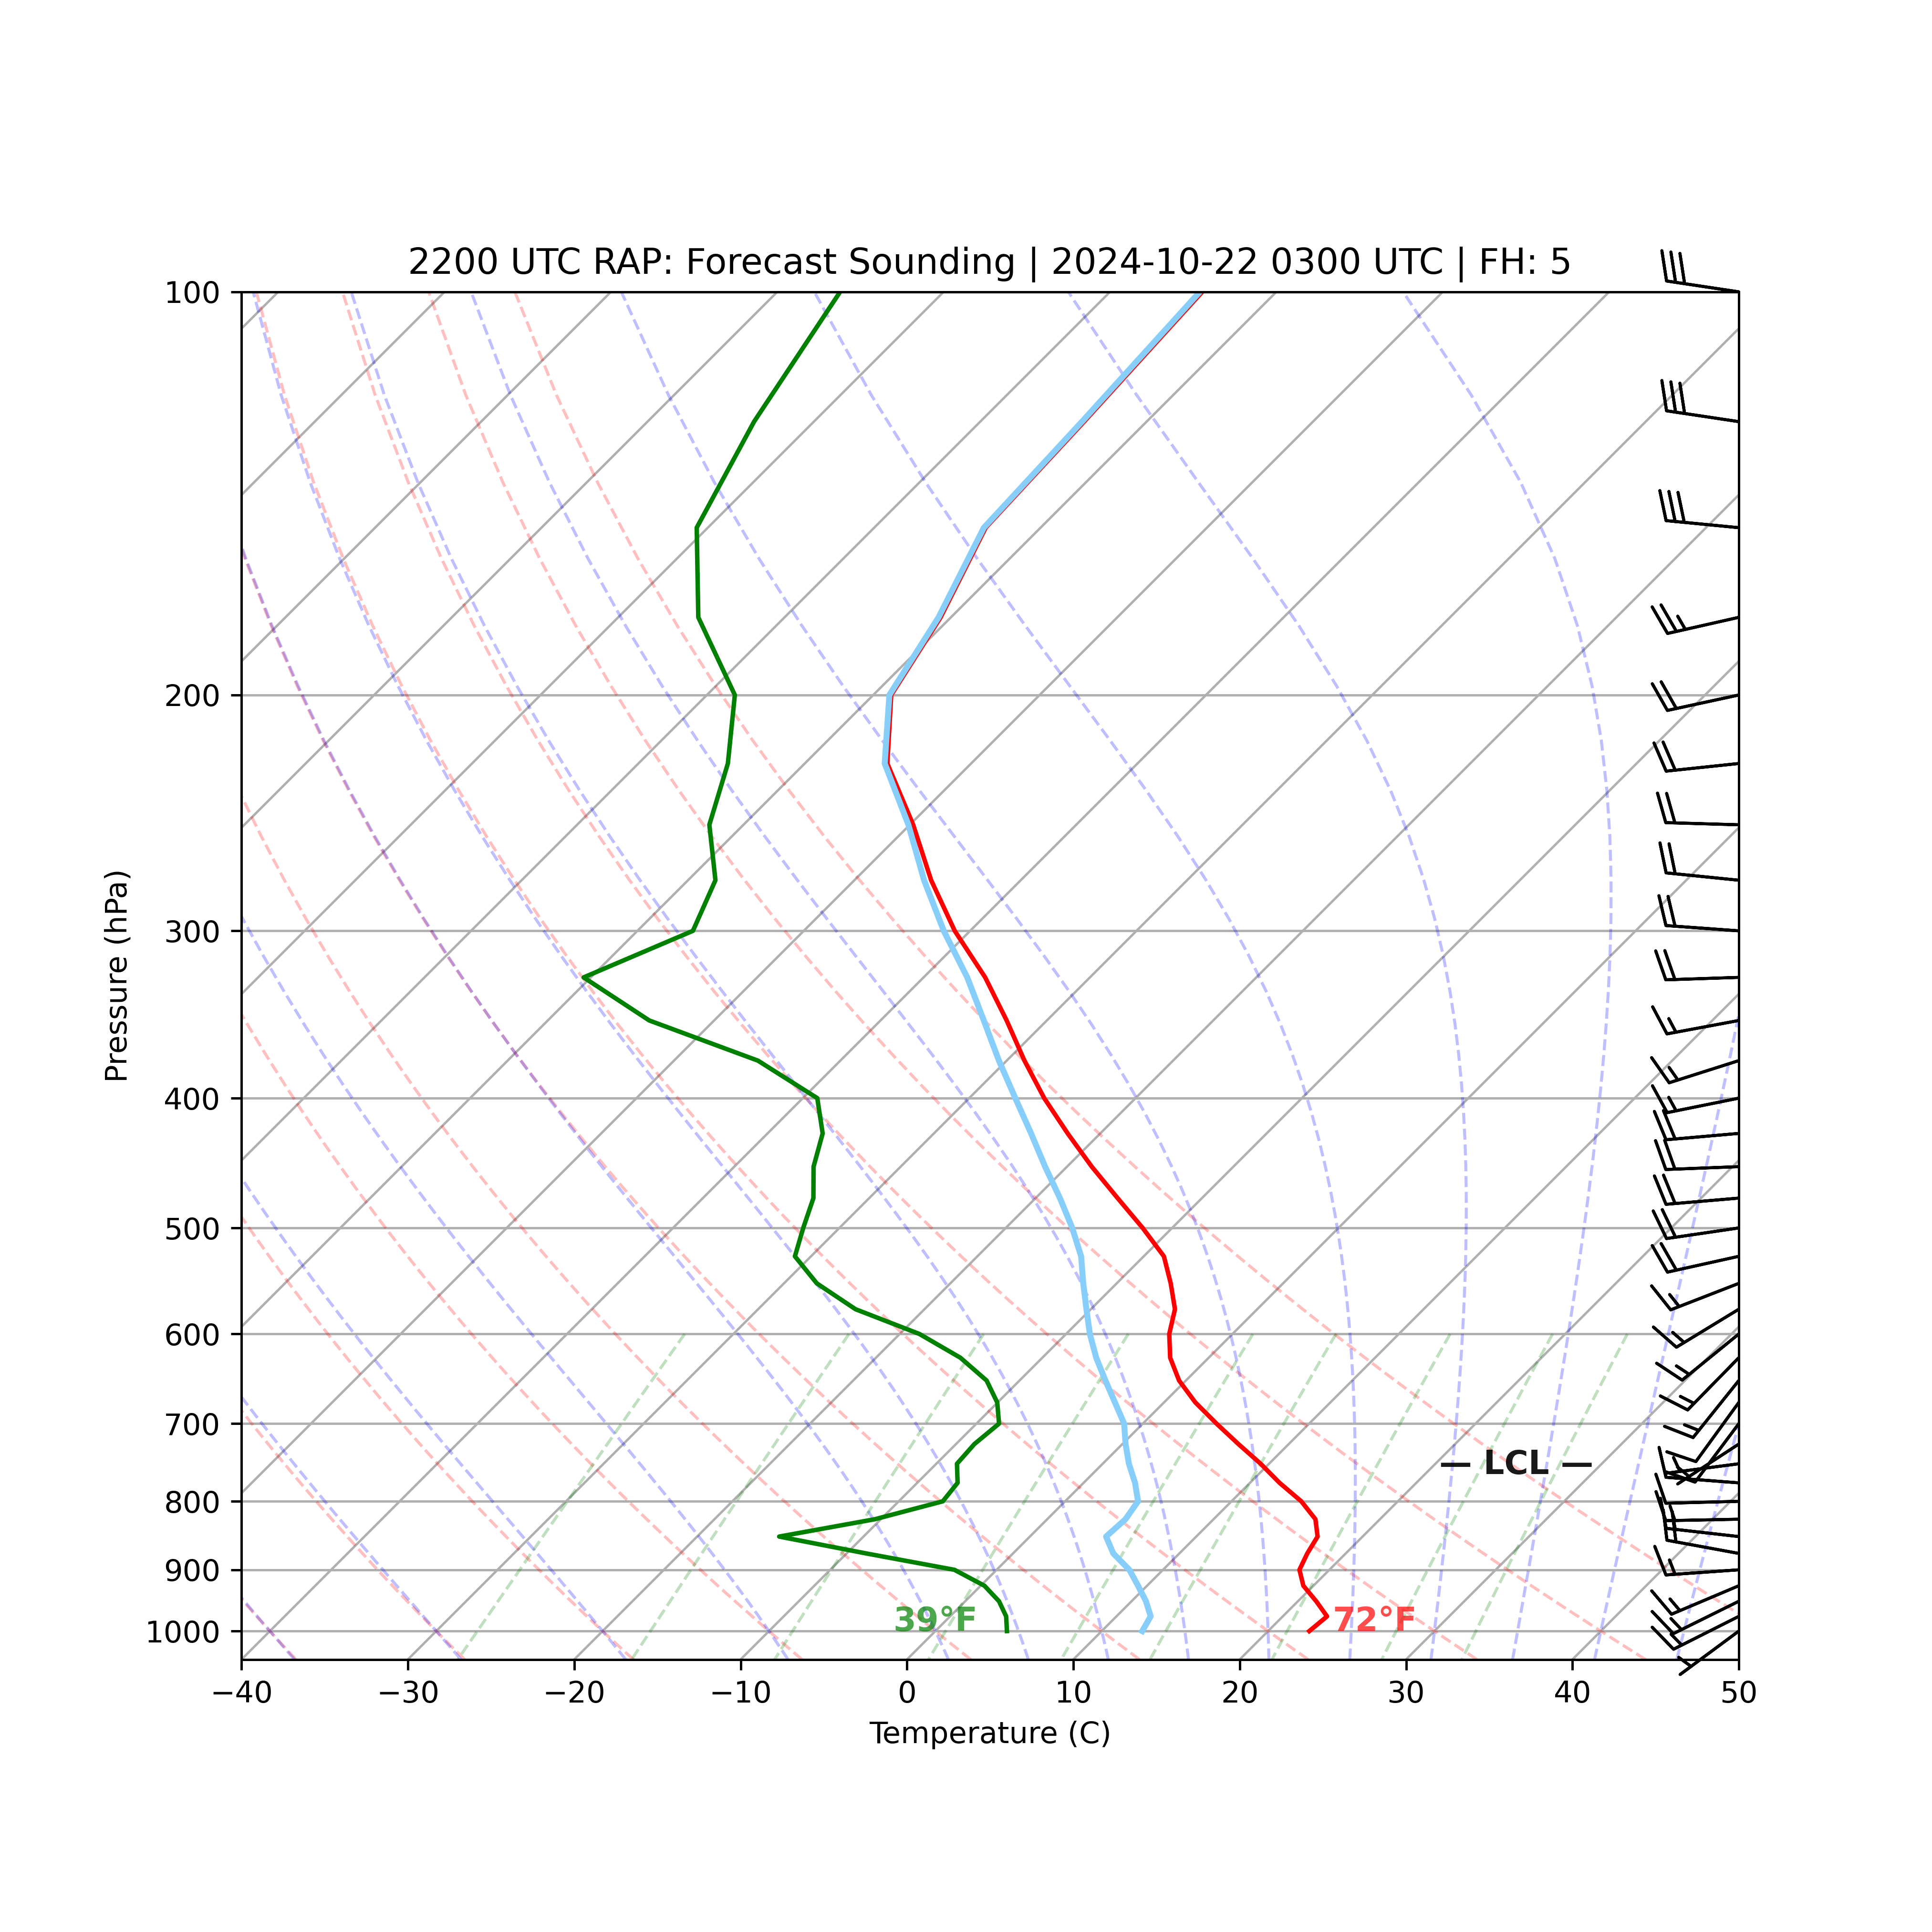 2200 UTC RAP: Forecast Sounding | 2024-10-22 0300 UTC | FH: 5
100
200
300
400
500
600
700
800
900
1000
Pressure (hPa)
— LCL —
39°F
72°F
−40 −30 −20 −10 0 10 20 30 40 50
Temperature (C)